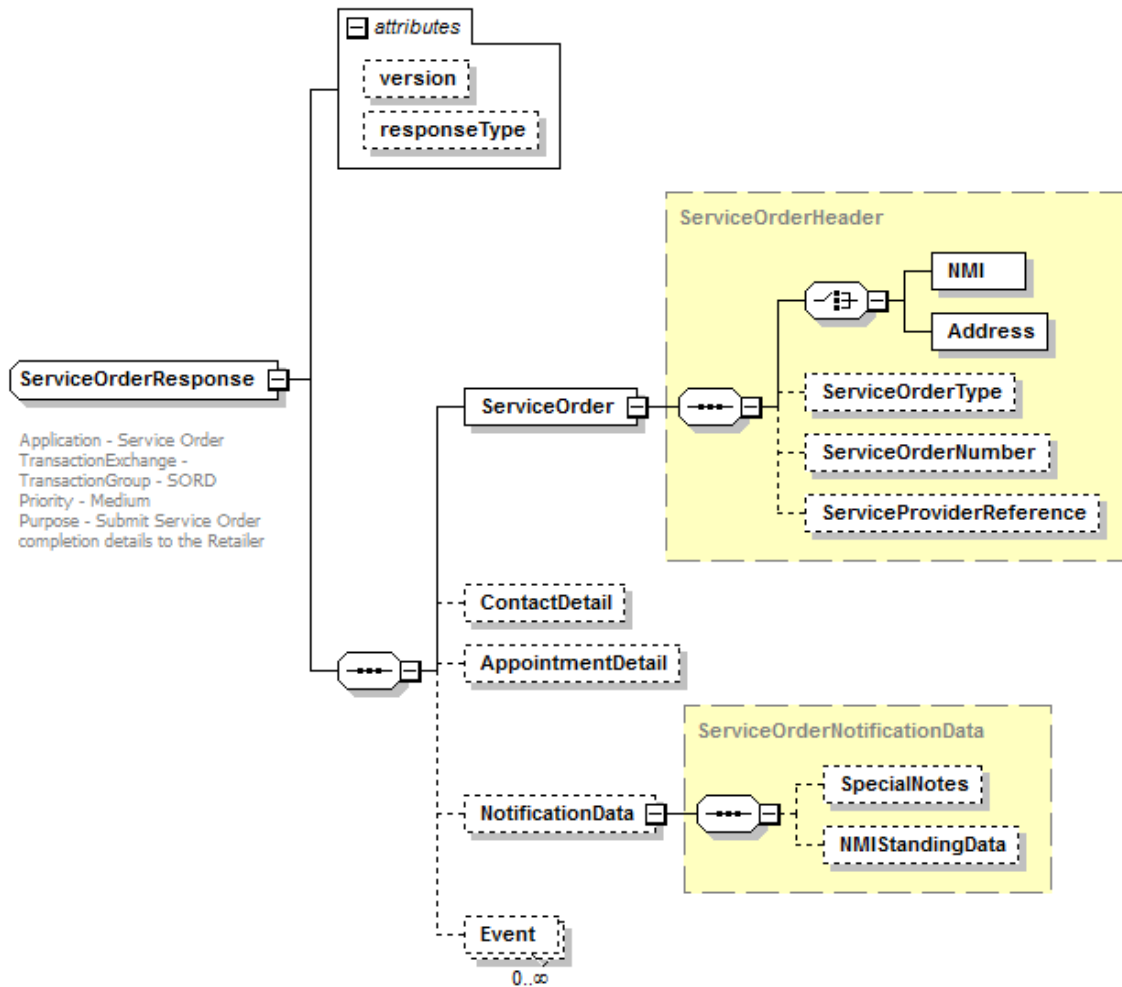 attributes
version
responseType
ServiceOrderHeader
NMI
Address
ServiceOrderResponse
ServiceOrder
ServiceOrderType
ServiceOrderNumber
ServiceProviderReference
Application - Service Order
TransactionExchange -
TransactionGroup - SORD
Priority - Medium
Purpose - Submit Service Order
completion details to the Retailer
ContactDetail
AppointmentDetail
ServiceOrderNotificationData
SpecialNotes
NotificationData
NMIStandingData
Event
0..∞